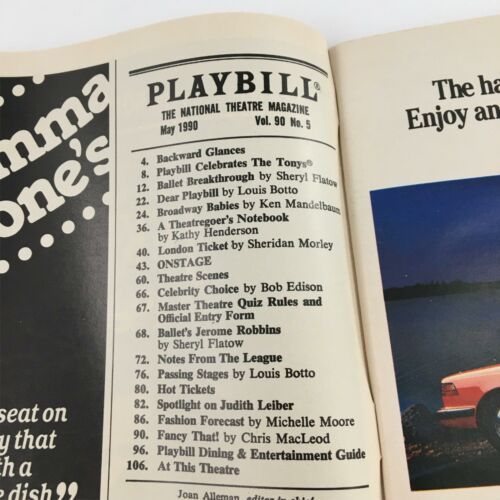 mma
one's
seat on
y that
th a
e dish”
PLAYBILL®
THE NATIONAL THEATRE MAGAZINE
May 1990 Vol. 90 No. 5
4. Backward Glances
8. Playbill Celebrates The Tonys®
12. Ballet Breakthrough by Sheryl Flatow
22. Dear Playbill by Louis Botto
24. Broadway Babies by Ken Mandelbaum
36. A Theatregoer's Notebook
by Kathy Henderson
40. London Ticket by Sheridan Morley
43. ONSTAGE
60. Theatre Scenes
66. Celebrity Choice by Bob Edison
67. Master Theatre Quiz Rules and
Official Entry Form
68. Ballet's Jerome Robbins
by Sheryl Flatow
72. Notes From The League
76. Passing Stages by Louis Botto
80. Hot Tickets
82. Spotlight on Judith Leiber
86. Fashion Forecast by Michelle Moore
90. Fancy That! by Chris MacLeod
96. Playbill Dining & Entertainment Guide
106. At This Theatre
Joan Alleman, editor in chief
The ha
Enjoy an